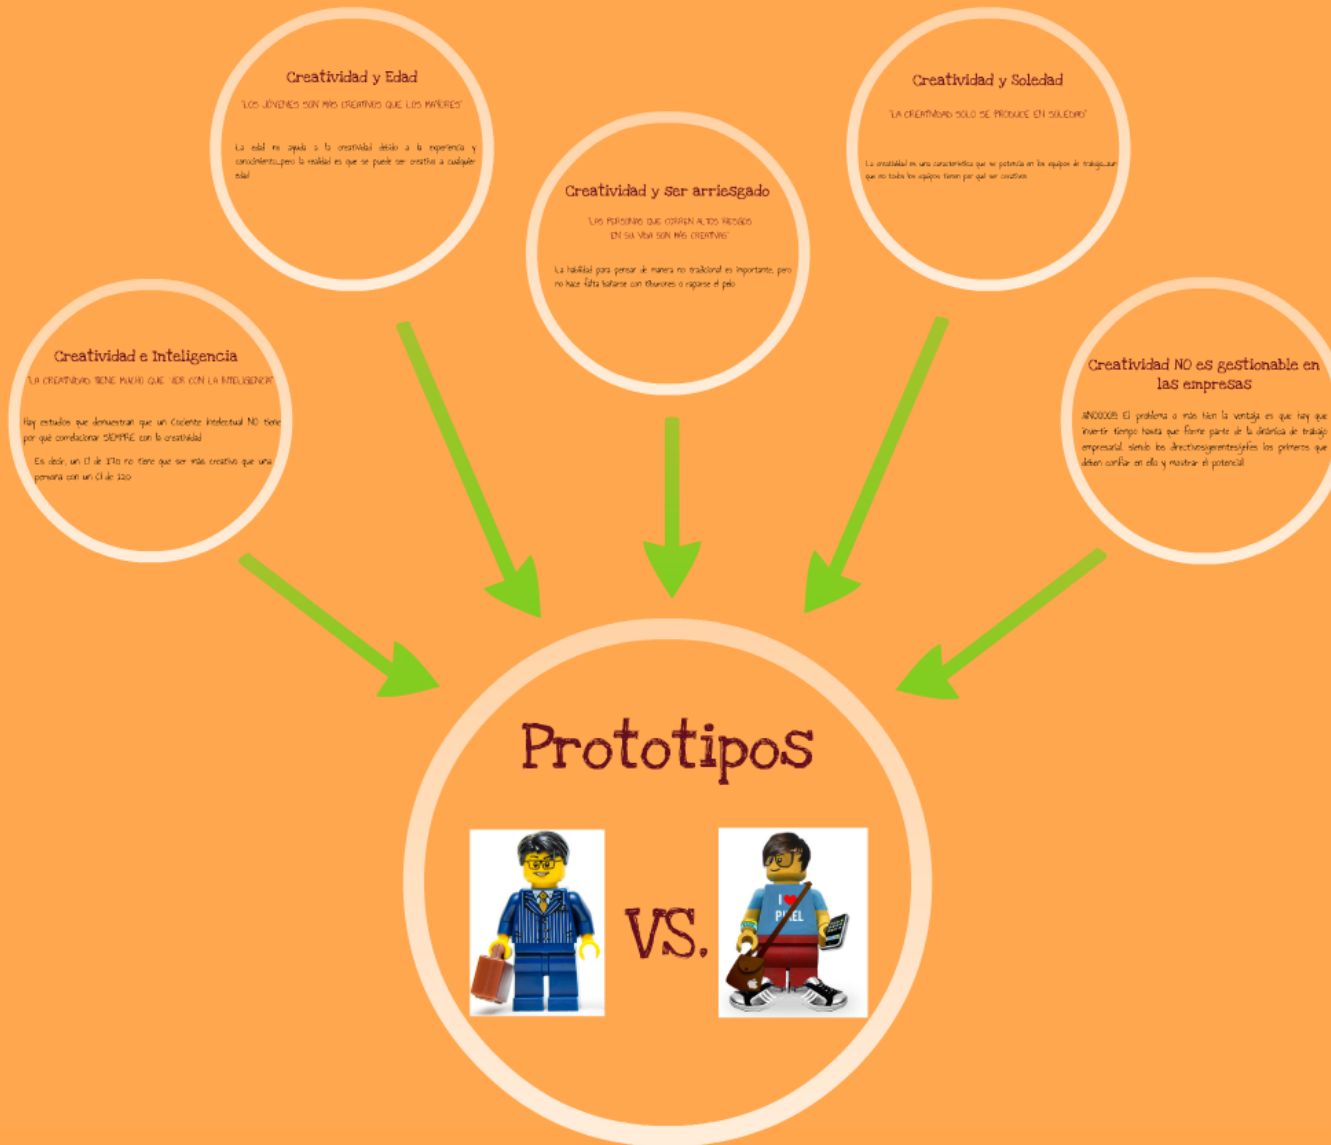 Creatividad y Edad
"LOS JÓVENES SON MÁS CREATIVOS QUE LOS MAYORES"
La edad no ayuda a la creatividad debido a la experiencia y
conocimiento...pero la realidad es que se puede ser creativo a cualquier
edad
Creatividad y Soledad
"LA CREATIVIDAD SOLO SE PRODUCE EN SOLEDAD"
La creatividad es una característica que se potencia en los equipos de trabajo...aun
que no todos los equipos tienen por qué ser creativos
Creatividad y ser arriesgado
"LAS PERSONAS QUE CORREN ALTOS RIESGOS
EN SU VIDA SON MÁS CREATIVAS"
La habilidad para pensar de manera no tradicional es importante, pero
no hace falta bañarse con tiburones o raparse el pelo
Creatividad e Inteligencia
"LA CREATIVIDAD TIENE MUCHO QUE VER CON LA INTELIGENCIA"
Hay estudios que demuestran que un Cociente Intelectual NO tiene
por qué correlacionar SIEMPRE con la creatividad
Es decir, un CI de 170 no tiene que ser más creativo que una
persona con un CI de 120
Creatividad NO es gestionable en
las empresas
El problema o más bien la ventaja es que hay que
invertir tiempo hasta que forme parte de la dinámica de trabajo
empresarial, siendo los directivos/gerentes/jefes los primeros que
deben confiar en ello y mostrar el potencial
Prototipos
VS.
I ❤
PIXEL